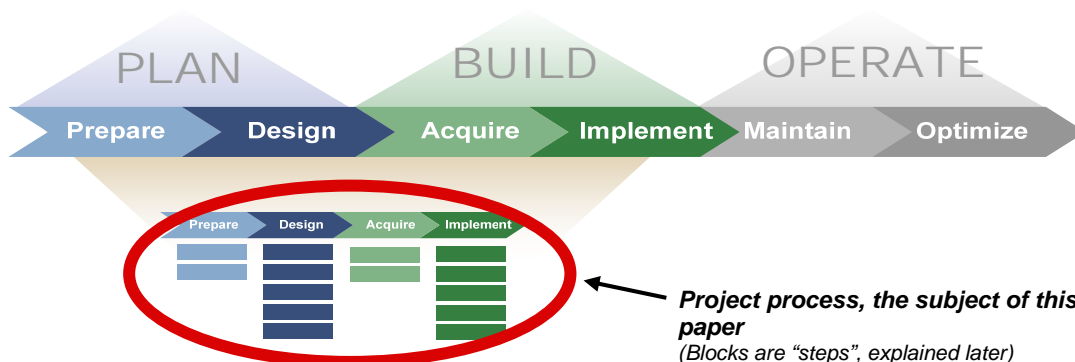 PLAN BUILD OPERATE
Prepare Design Acquire Implement Maintain Optimize
Prepare Design Acquire Implement
Project process, the subject of this
paper
(Blocks are “steps”, explained later)